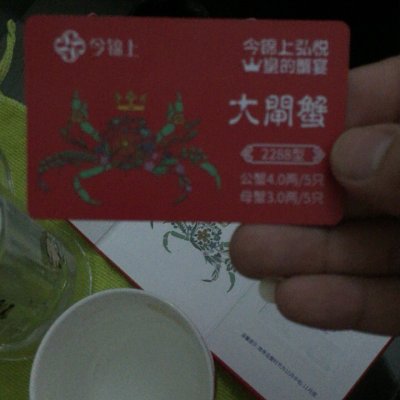 今锦上
今锦上弘悦
皇的蟹宴
大閘蟹
2288型
公蟹4.0两/5只
母蟹3.0两/5只